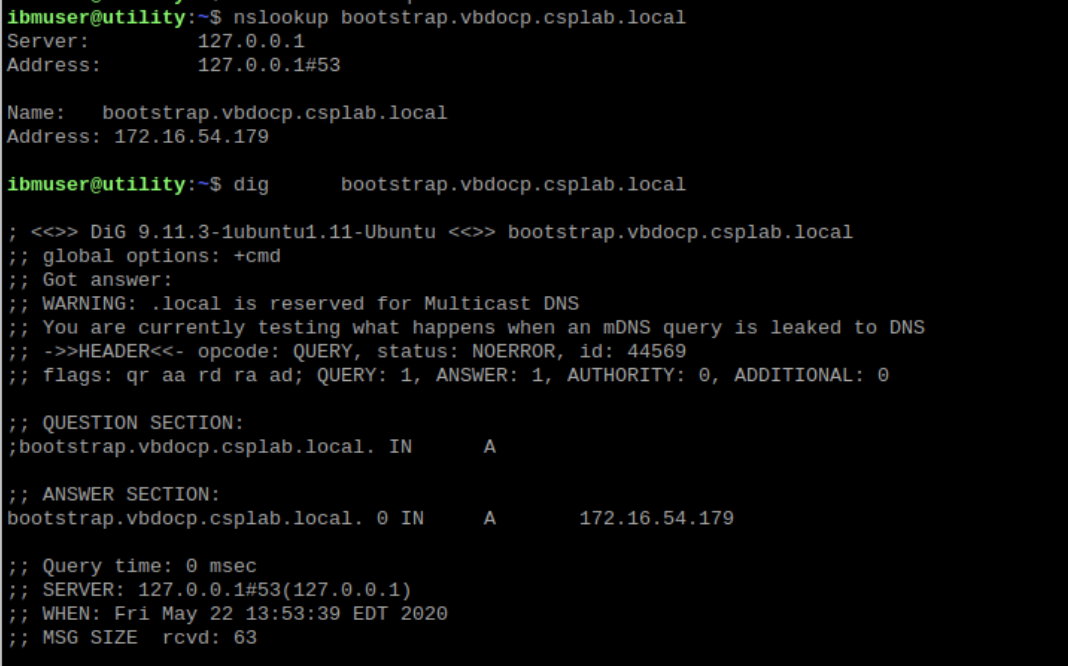 ibmuser@utility:~$ nslookup bootstrap.vbdocp.csplab.local
Server:         127.0.0.1
Address:        127.0.0.1#53

Name:   bootstrap.vbdocp.csplab.local
Address: 172.16.54.179

ibmuser@utility:~$ dig      bootstrap.vbdocp.csplab.local

; <<>> DiG 9.11.3-1ubuntu1.11-Ubuntu <<>> bootstrap.vbdocp.csplab.local
;; global options: +cmd
;; Got answer:
;; WARNING: .local is reserved for Multicast DNS
;; You are currently testing what happens when an mDNS query is leaked to DNS
;; ->>HEADER<<- opcode: QUERY, status: NOERROR, id: 44569
;; flags: qr aa rd ra ad; QUERY: 1, ANSWER: 1, AUTHORITY: 0, ADDITIONAL: 0

;; QUESTION SECTION:
;bootstrap.vbdocp.csplab.local. IN      A

;; ANSWER SECTION:
bootstrap.vbdocp.csplab.local. 0 IN     A       172.16.54.179

;; Query time: 0 msec
;; SERVER: 127.0.0.1#53(127.0.0.1)
;; WHEN: Fri May 22 13:53:39 EDT 2020
;; MSG SIZE  rcvd: 63